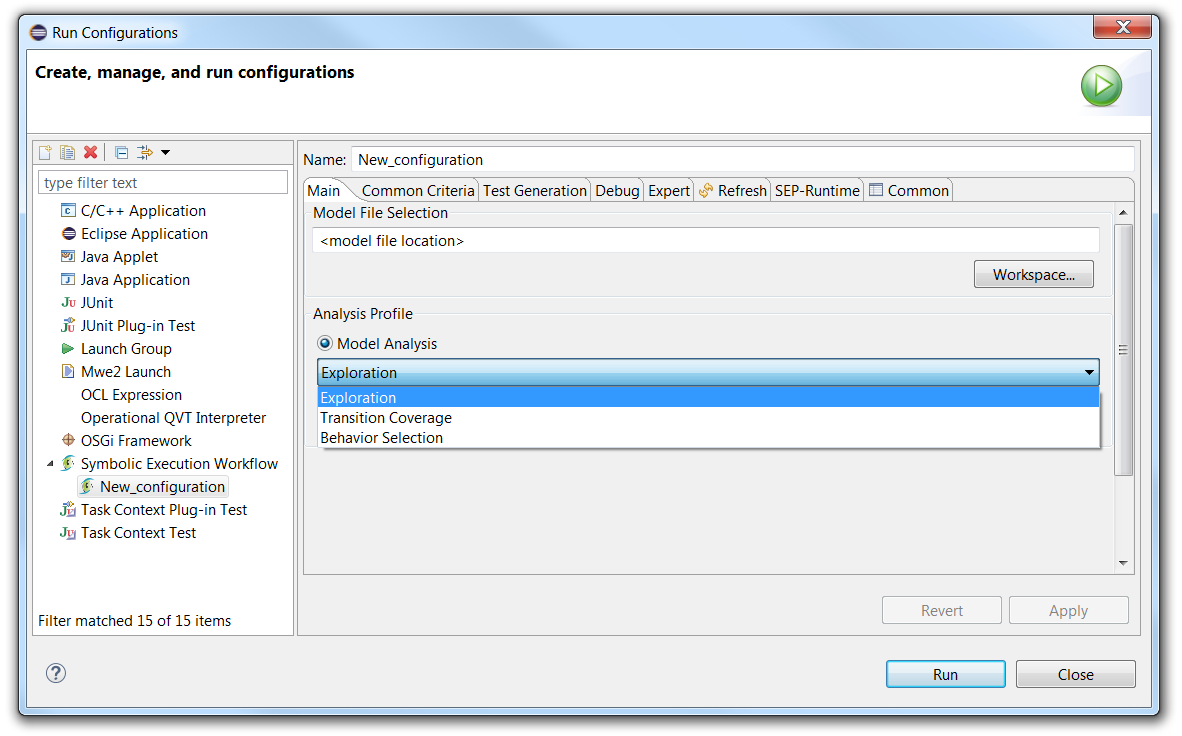 Run Configurations
Create, manage, and run configurations
type filter text
C/C++ Application
Eclipse Application
Java Applet
Java Application
JUnit
JUnit Plug-in Test
Launch Group
Mwe2 Launch
OCL Expression
Operational QVT Interpreter
OSGi Framework
Symbolic Execution Workflow
New_configuration
Task Context Plug-in Test
Task Context Test
Filter matched 15 of 15 items
Name: New_configuration
Main Common Criteria Test Generation Debug Expert Refresh SEP-Runtime Common
Model File Selection
<model file location>
Workspace...
Analysis Profile
Model Analysis
Exploration
Exploration
Transition Coverage
Behavior Selection
Revert Apply
Run Close